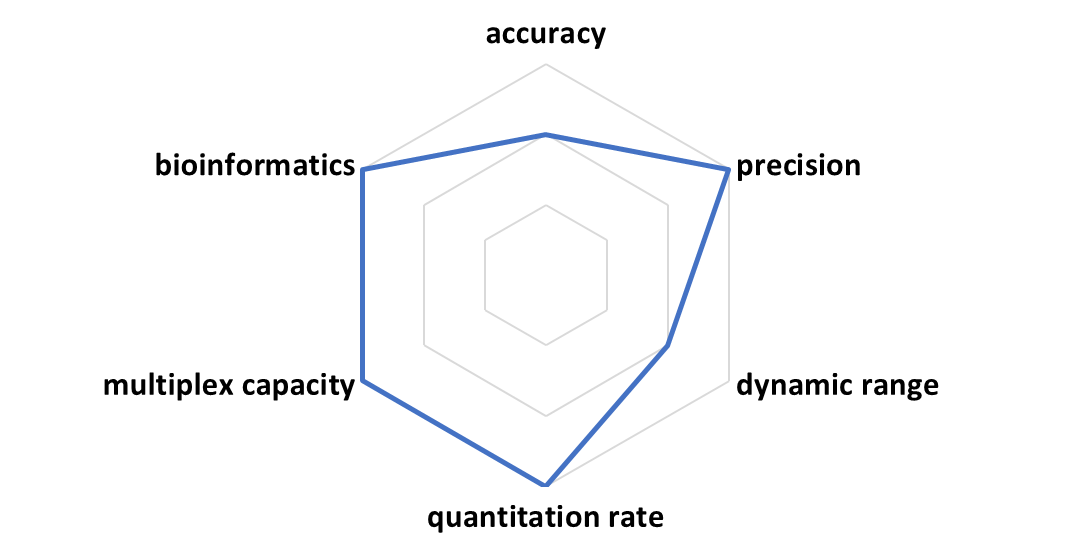 accuracy
bioinformatics
precision
multiplex capacity
dynamic range
quantitation rate